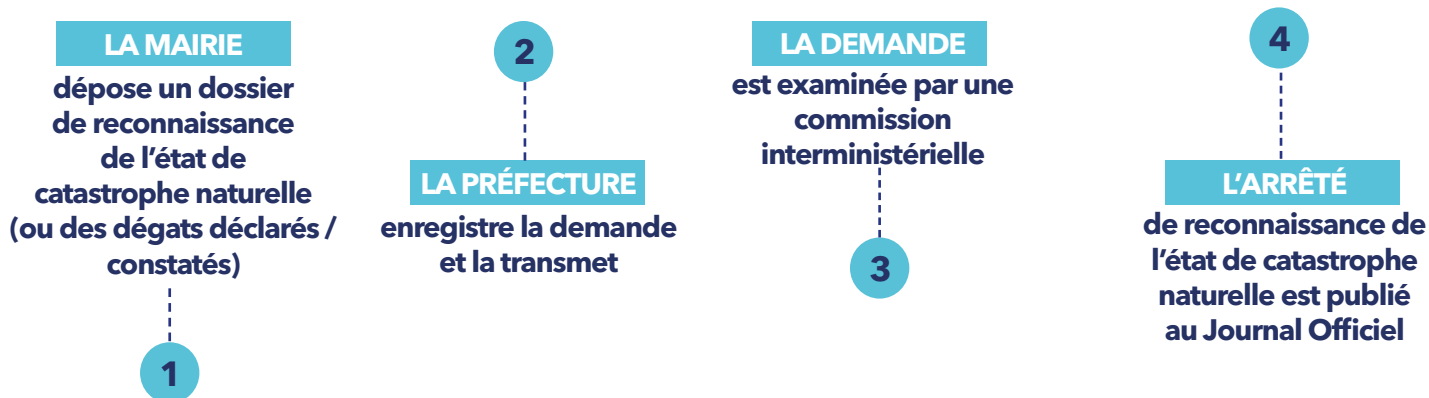 LA MAIRIE
dépose un dossier
de reconnaissance
de l’état de
catastrophe naturelle
(ou des dégats déclarés /
constatés)
1
2
LA PRÉFECTURE
enregistre la demande
et la transmet
LA DEMANDE
est examinée par une
commission
interministérielle
3
4
L’ARRÊTÉ
de reconnaissance de
l’état de catastrophe
naturelle est publié
au Journal Officiel